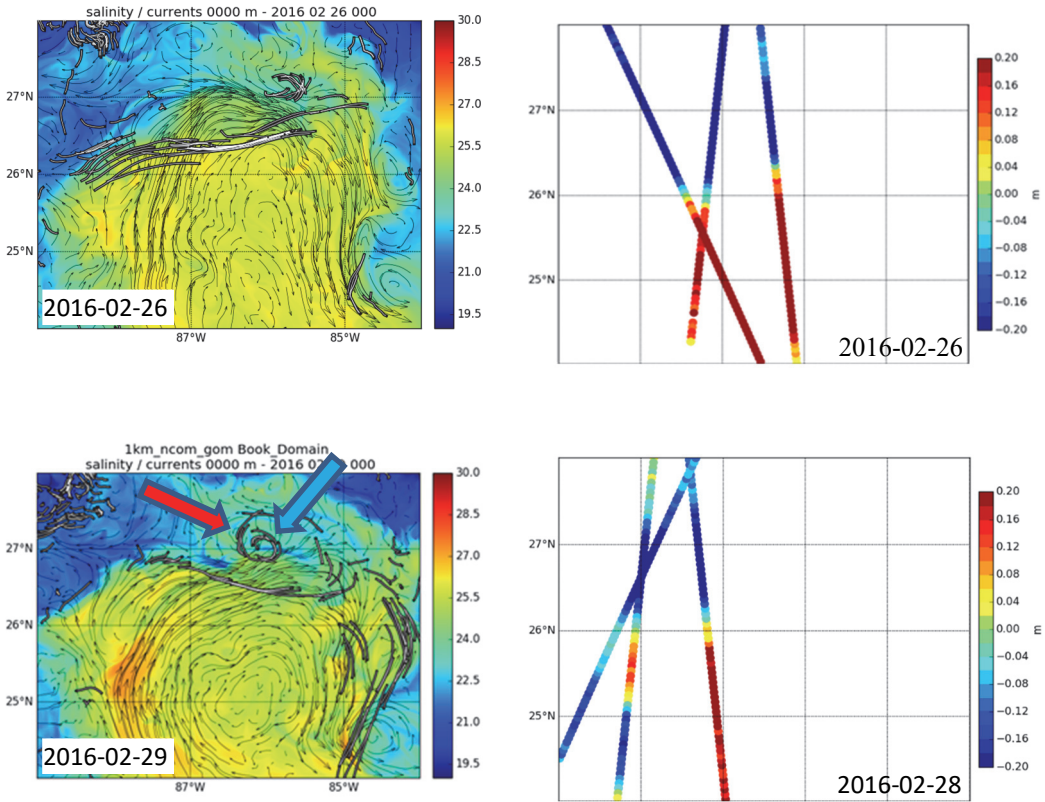 salinity / currents 0000 m - 2016 02 26 000
27°N
26°N
25°N
87°W
85°W
2016-02-26
30.0
28.5
27.0
25.5
24.0
22.5
21.0
19.5
27°N
26°N
25°N
2016-02-26
0.20
0.16
0.12
0.08
0.04
0.00
−0.04
−0.08
−0.12
−0.16
−0.20
m
1km_ncom_gom Book_Domain
salinity / currents 0000 m - 2016 000
27°N
26°N
25°N
87°W
85°W
2016-02-29
30.0
28.5
27.0
25.5
24.0
22.5
21.0
19.5
27°N
26°N
25°N
2016-02-28
0.20
0.16
0.12
0.08
0.04
0.00
−0.04
−0.08
−0.12
−0.16
−0.20
m